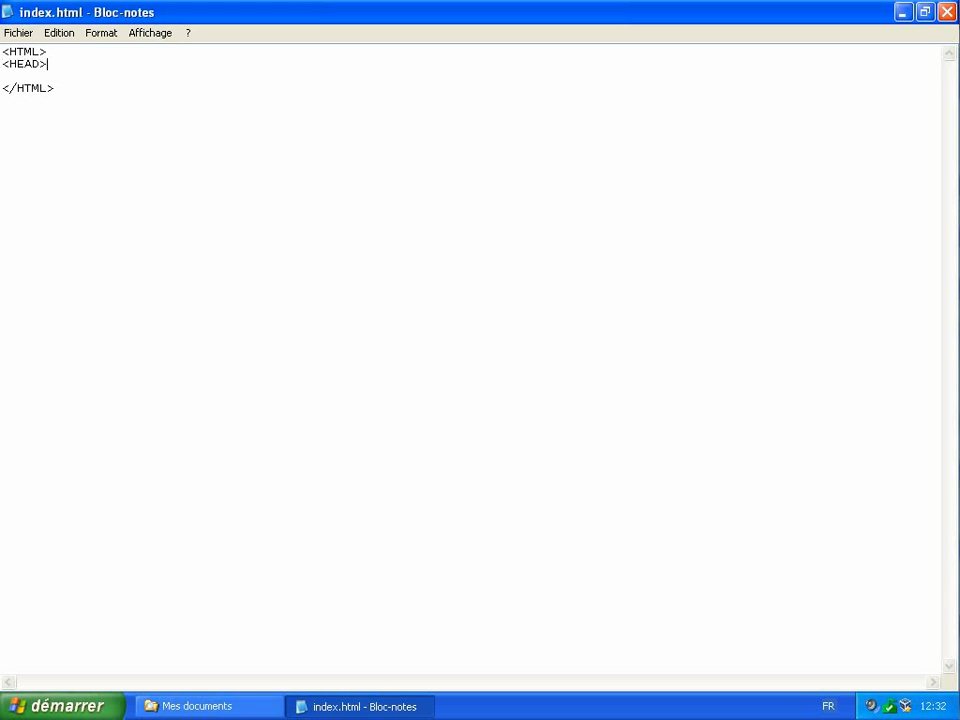 index.html - Bloc-notes
Fichier Edition Format Affichage ?
<HTML>
<HEAD>
</HTML>
démarrer Mes documents index.html - Bloc-notes FR 12:32